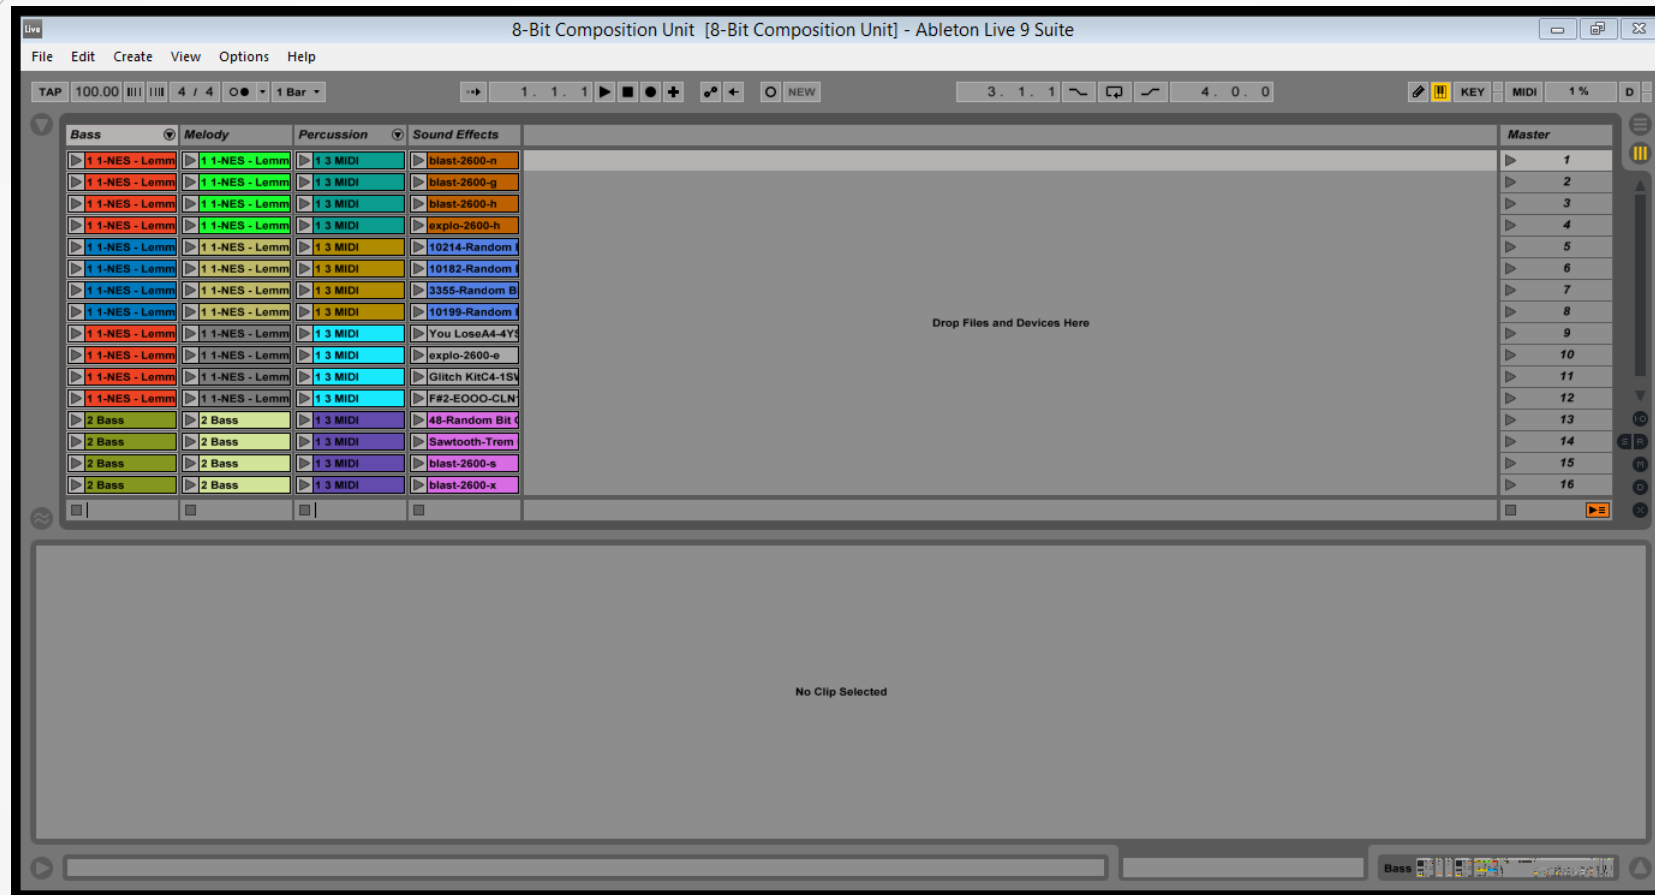 Live 8-Bit Composition Unit [8-Bit Composition Unit] - Ableton Live 9 Suite
File Edit Create View Options Help
TAP 100.00 4 / 4 1 Bar 1. 1. 1 NEW 3. 1. 1 4. 0. 0 KEY MIDI 1 % D
Bass Melody Percussion Sound Effects Master
1 1-NES - Lemm 1 1-NES - Lemm 1 3 MIDI blast-2600-n 1
1 1-NES - Lemm 1 1-NES - Lemm 1 3 MIDI blast-2600-g 2
1 1-NES - Lemm 1 1-NES - Lemm 1 3 MIDI blast-2600-h 3
1 1-NES - Lemm 1 1-NES - Lemm 1 3 MIDI explo-2600-h 4
1 1-NES - Lemm 1 1-NES - Lemm 1 3 MIDI 10214-Random 5
1 1-NES - Lemm 1 1-NES - Lemm 1 3 MIDI 10182-Random 6
1 1-NES - Lemm 1 1-NES - Lemm 1 3 MIDI 3355-Random B 7
1 1-NES - Lemm 1 1-NES - Lemm 1 3 MIDI 10199-Random 8
Drop Files and Devices Here
1 1-NES - Lemm 1 1-NES - Lemm 1 3 MIDI You LoseA4-4YS 9
1 1-NES - Lemm 1 1-NES - Lemm 1 3 MIDI explo-2600-e 10
1 1-NES - Lemm 1 1-NES - Lemm 1 3 MIDI Glitch KitC4-1SW 11
1 1-NES - Lemm 1 1-NES - Lemm 1 3 MIDI F#2-EOOO-CLN 12
2 Bass 2 Bass 1 3 MIDI 48-Random Bit 13 I-O
2 Bass 2 Bass 1 3 MIDI Sawtooth-Trem 14 S R
2 Bass 2 Bass 1 3 MIDI blast-2600-s 15 M
2 Bass 2 Bass 1 3 MIDI blast-2600-x 16 D
X
No Clip Selected
Bass